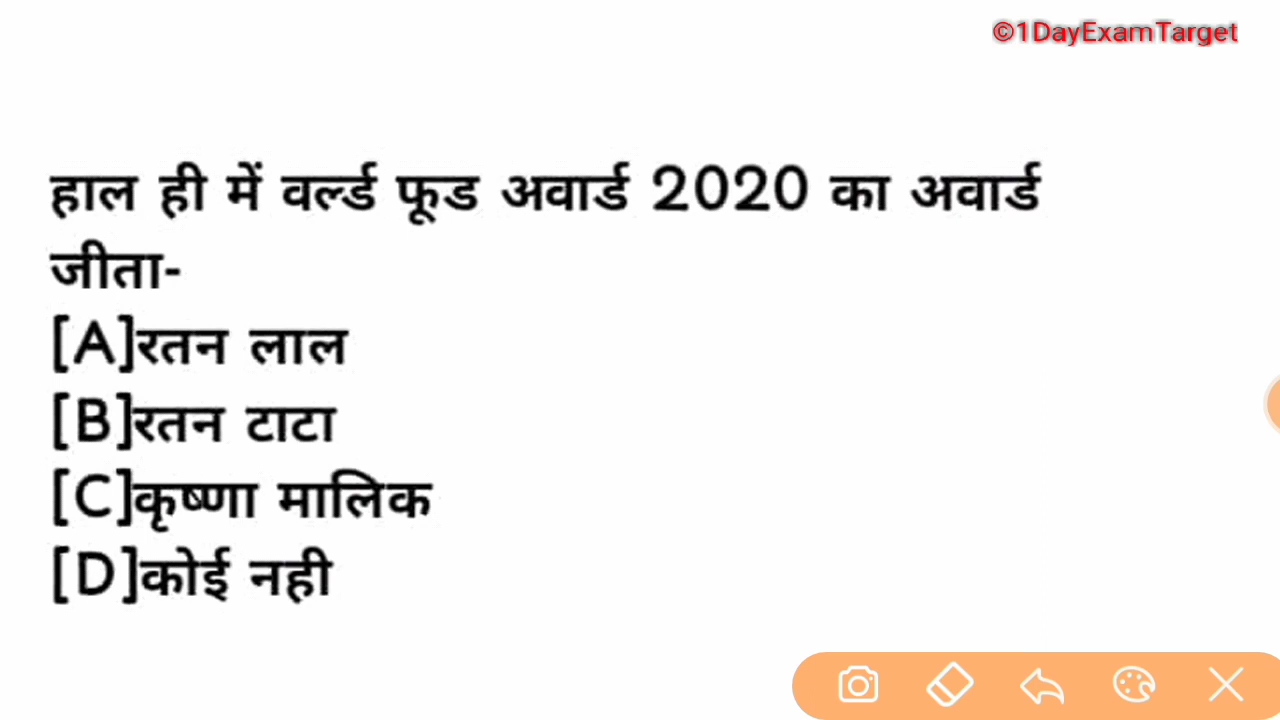 ©1DayExamTarget
हाल ही में वर्ल्ड फूड अवार्ड 2020 का अवार्ड
जीता-
[A]रतन लाल
[B]रतन टाटा
[C]कृष्णा मालिक
[D]कोई नही